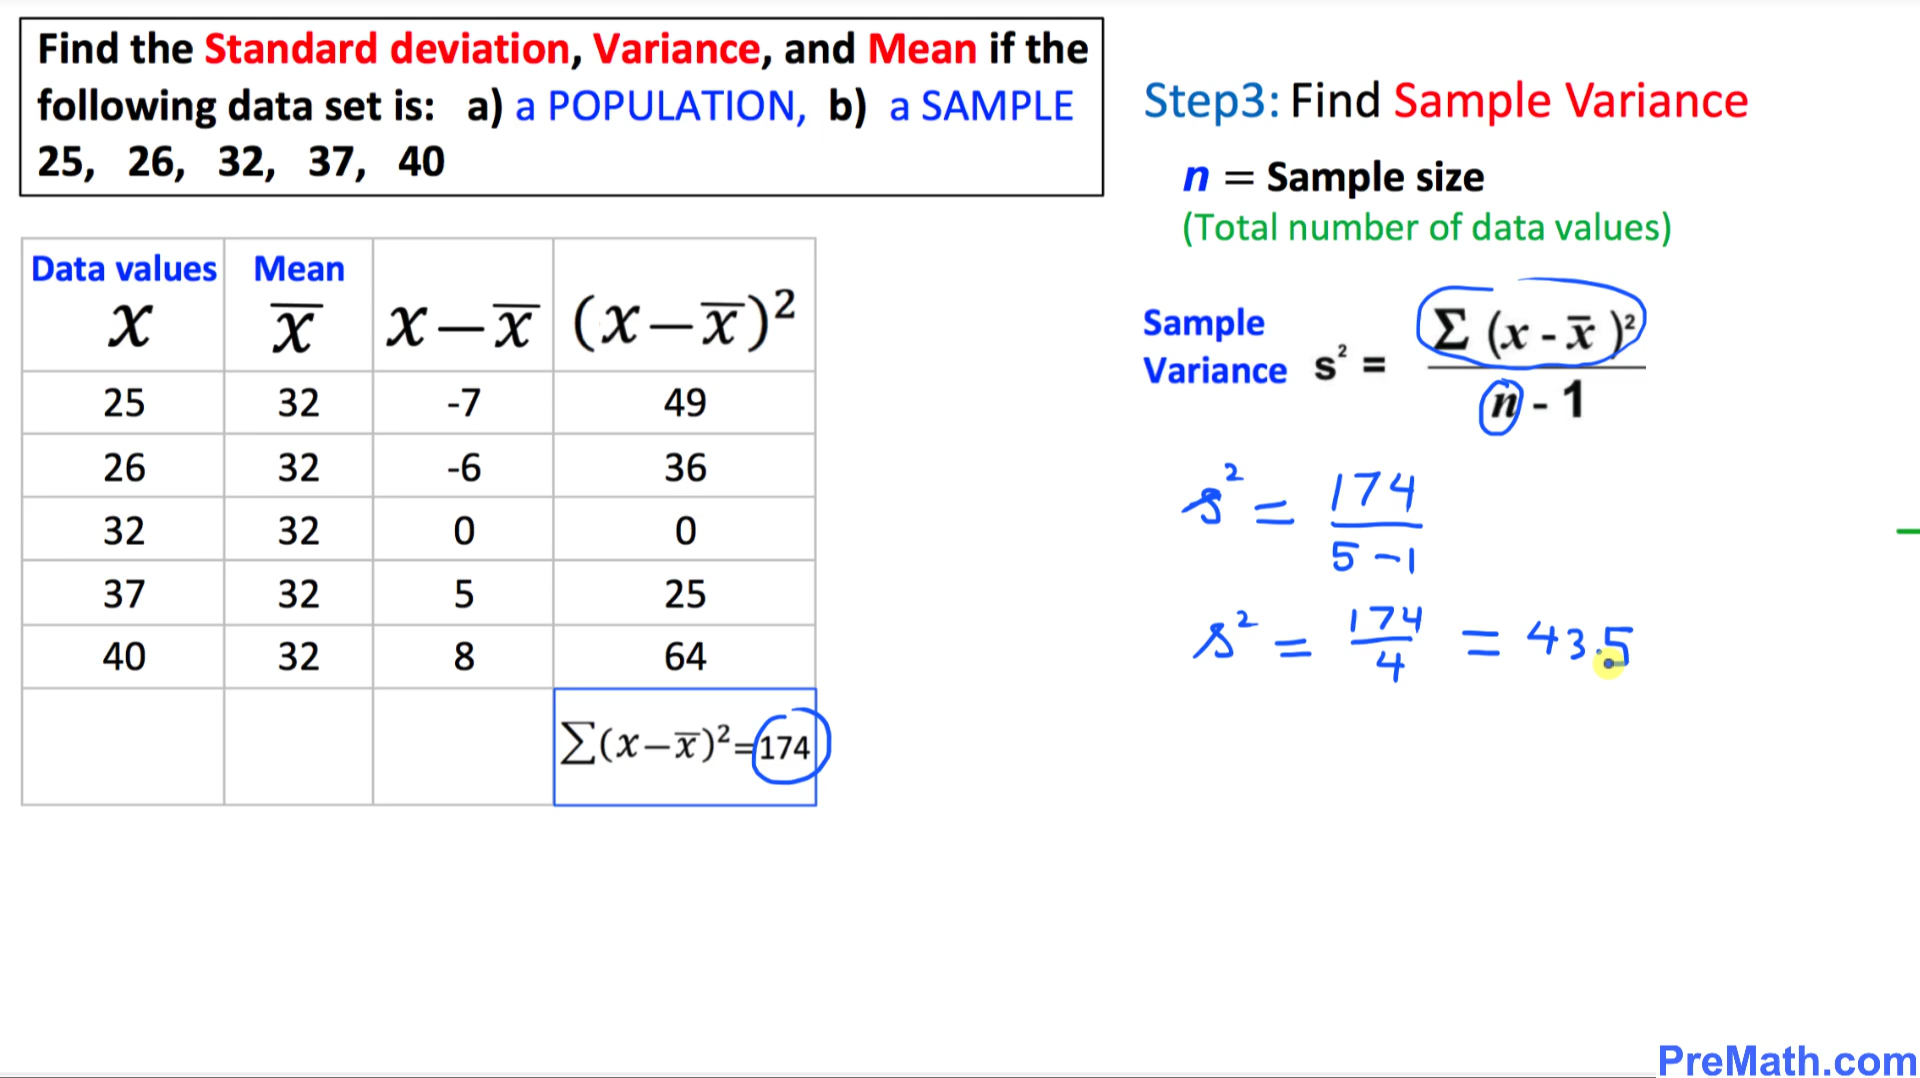 Find the Standard deviation, Variance, and Mean if the
following data set is: a) a POPULATION, b) a SAMPLE
25, 26, 32, 37, 40
Data values Mean
x x̅ x−x̅ (x−x̅)²
25 32 -7 49
26 32 -6 36
32 32 0 0
37 32 5 25
40 32 8 64
∑(x−x̅)²=174
Step3: Find Sample Variance
n = Sample size
(Total number of data values)
Sample
Variance s² = Σ (x - x̅ )² / n - 1
s² = 174 / 5 - 1
s² = 174 / 4 = 43.5
PreMath.com